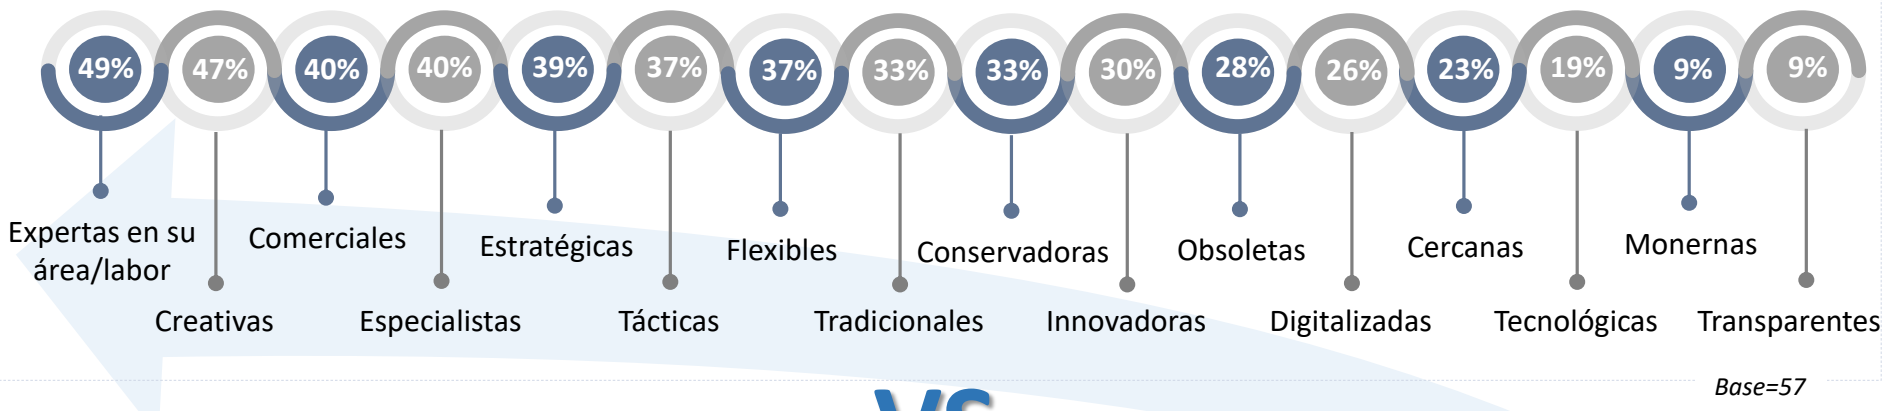 49% 47% 40% 40% 39% 37% 37% 33% 33% 30% 28% 26% 23% 19% 9% 9%
Expertas en su
área/labor
Creativas
Comerciales
Especialistas
Estratégicas
Tácticas
Flexibles
Tradicionales
Conservadoras
Innovadoras
Obsoletas
Digitalizadas
Cercanas
Tecnológicas
Monernas
Transparentes
Base=57
VS